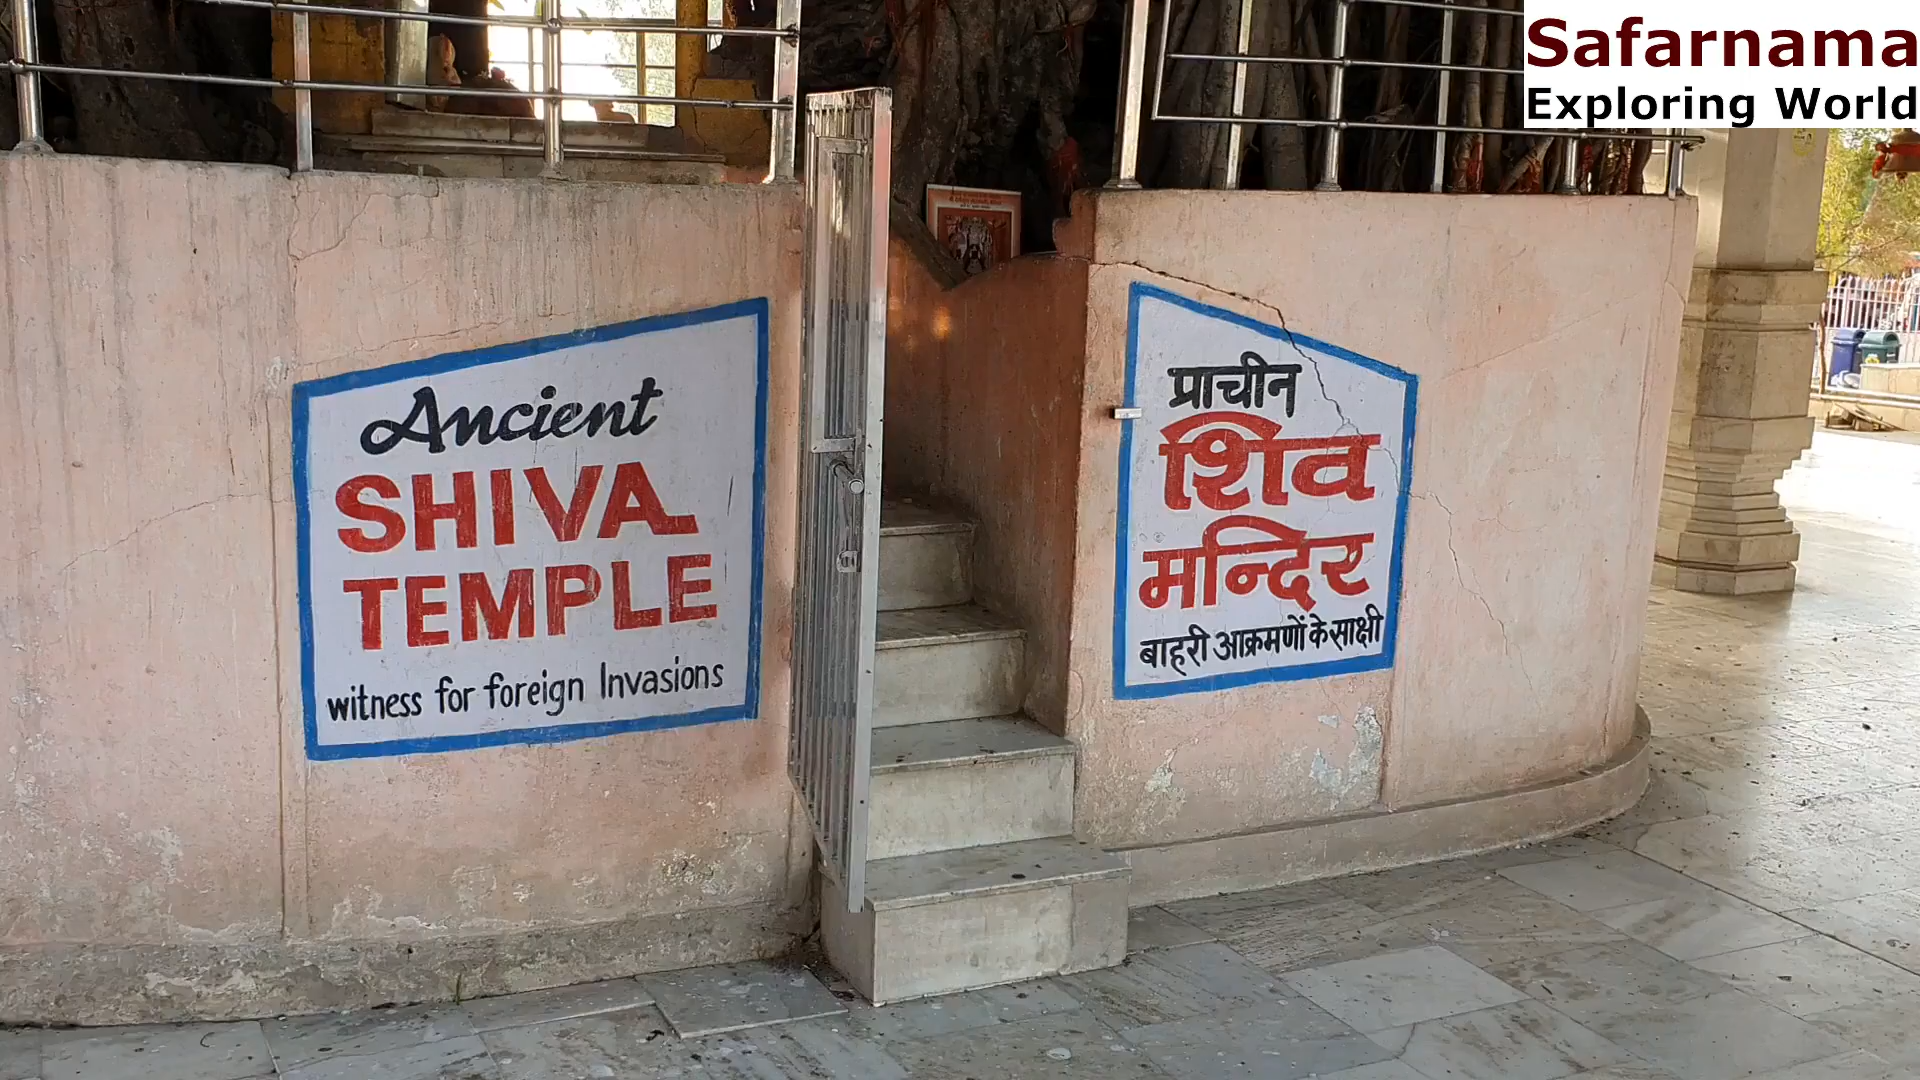 Safarnama
Exploring World
Ancient
SHIVA
TEMPLE
witness for foreign Invasions
प्राचीन
शिव
मन्दिर
बाहरी आक्रमणों के साक्षी